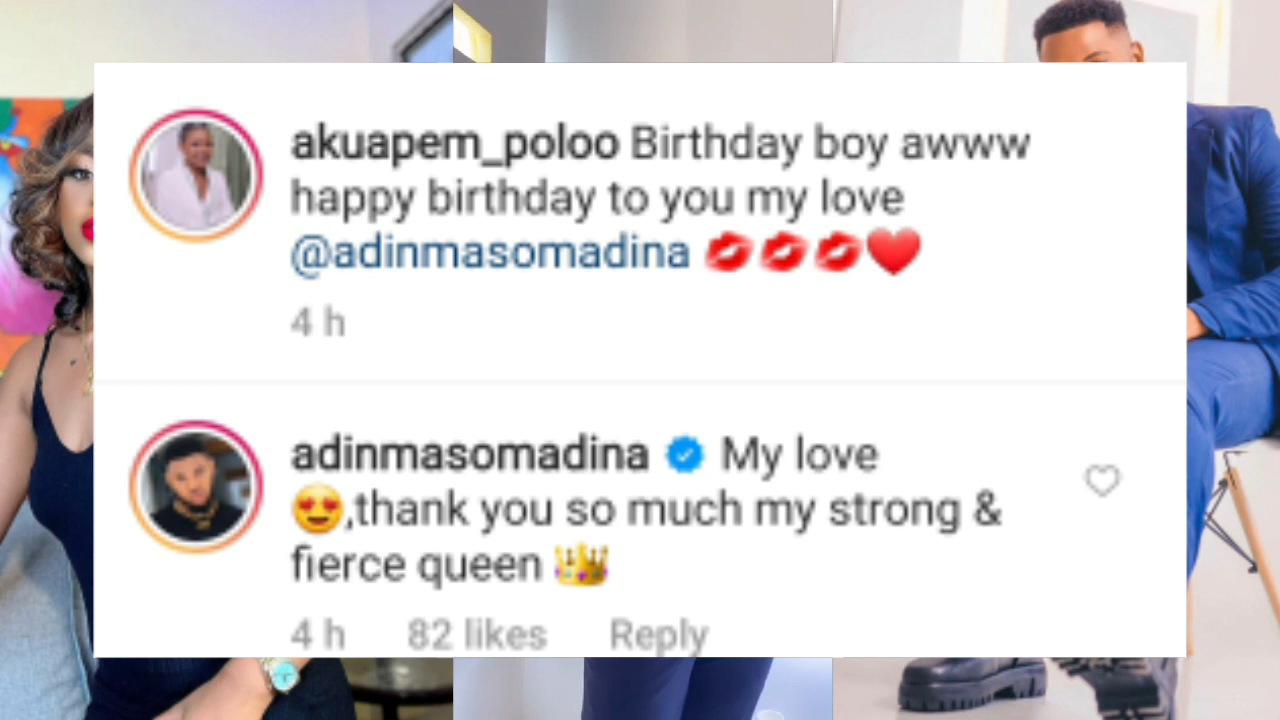 akuapem_poloo Birthday boy awww
happy birthday to you my love
@adinmasomadina 💋💋💋❤️
4 h
adinmasomadina My love
😍,thank you so much my strong &
fierce queen 👑
4 h 82 likes Reply